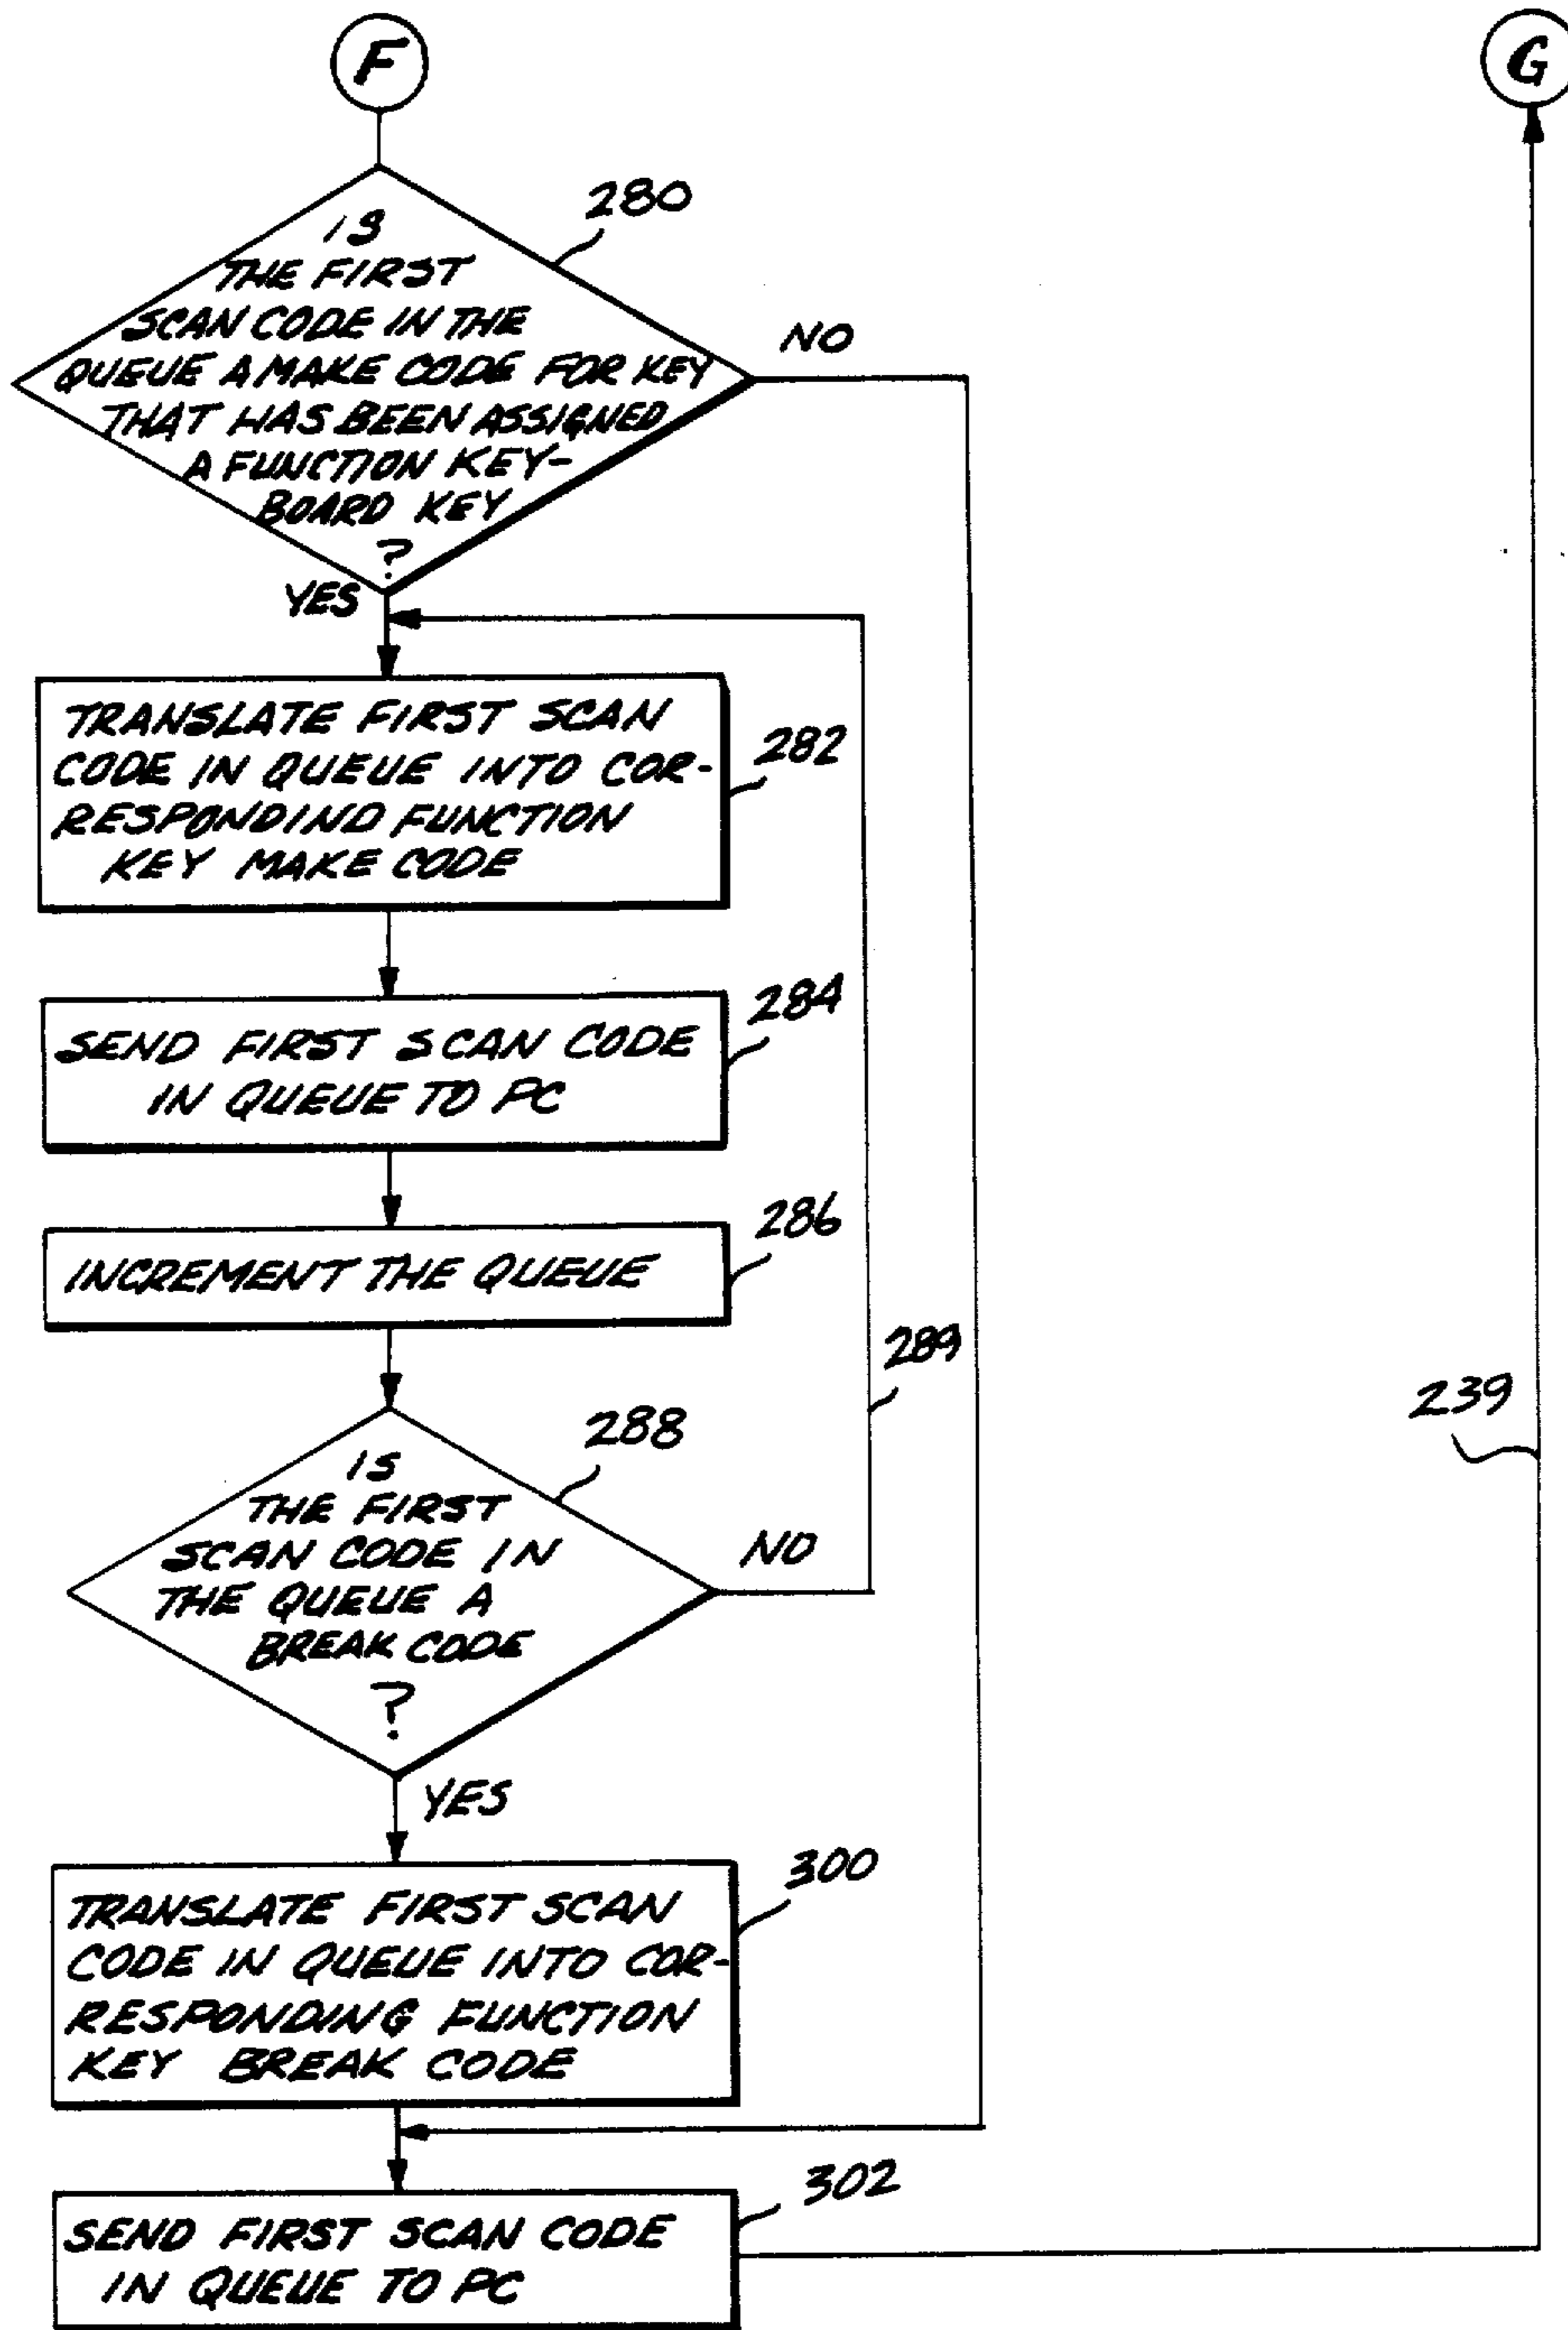 F
G
280
IS
THE FIRST
SCAN CODE IN THE
QUEUE A MAKE CODE FOR KEY
THAT HAS BEEN ASSIGNED
A FUNCTION KEY-
BOARD KEY
?
NO
YES
TRANSLATE FIRST SCAN
CODE IN QUEUE INTO COR-
RESPONDIND FUNCTION
KEY MAKE CODE
282
SEND FIRST SCAN CODE
IN QUEUE TO PC
284
INCREMENT THE QUEUE
286
289
239
288
IS
THE FIRST
SCAN CODE IN
THE QUEUE A
BREAK CODE
?
NO
YES
TRANSLATE FIRST SCAN
CODE IN QUEUE INTO COR-
RESPONDING FUNCTION
KEY BREAK CODE
300
SEND FIRST SCAN CODE
IN QUEUE TO PC
302